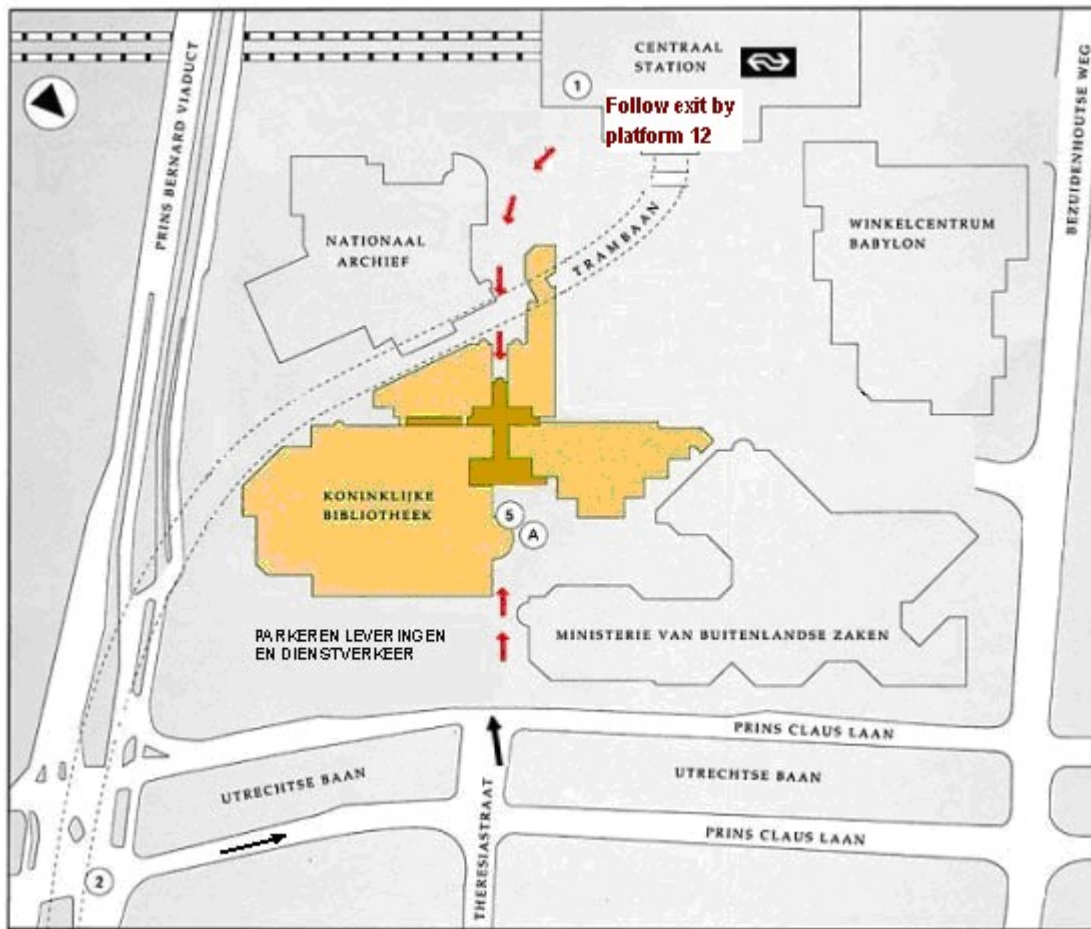 PRINS BERNARD VIADUCT
CENTRAAL
STATION
1
Follow exit by
platform 12
BEZUIDENHOUTSE WEG
NATIONAAL
ARCHIEF
TRAMBAAN
WINKELCENTRUM
BABYLON
KONINKLIJKE
BIBLIOTHEEK
5
A
PARKEREN LEVERINGEN
EN DIENSTVERKEER
MINISTERIE VAN BUITENLANDSE ZAKEN
PRINS CLAUS LAAN
UTRECHTSE BAAN
UTRECHTSE BAAN
THERESIASTRAAT
PRINS CLAUS LAAN
2